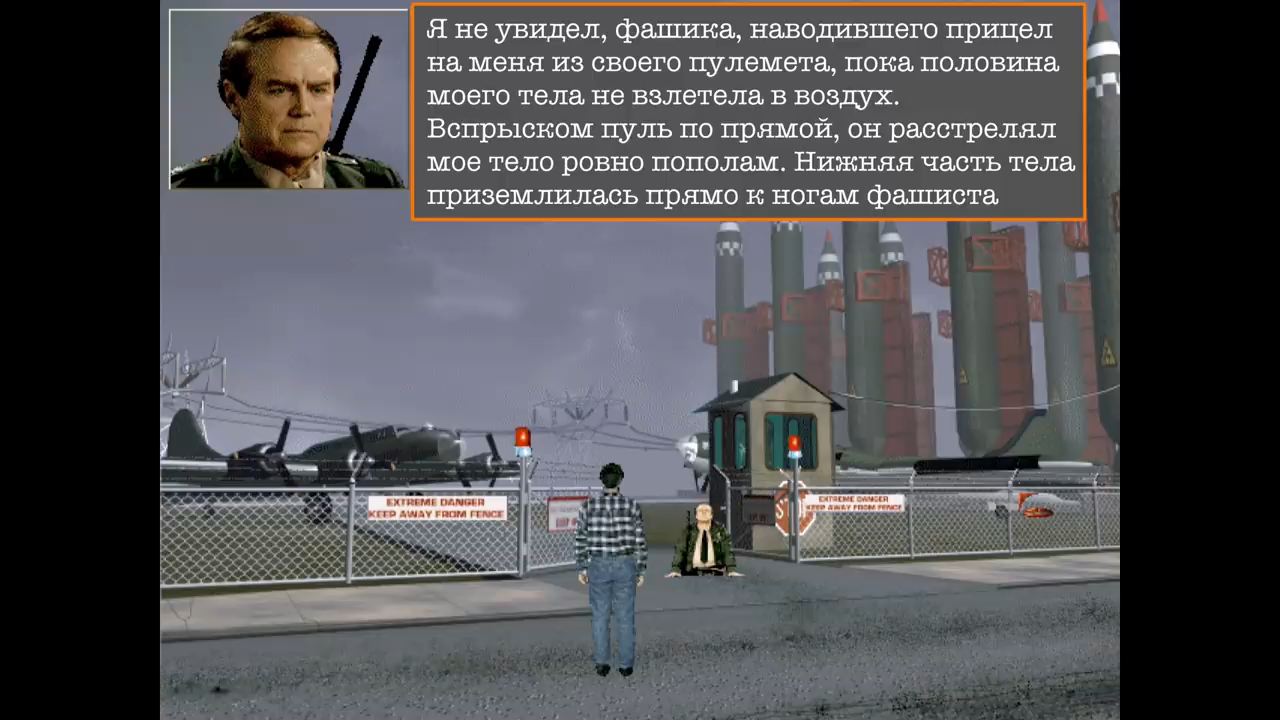 Я не увидел, фашика, наводившего прицел
на меня из своего пулемета, пока половина
моего тела не взлетела в воздух.
Вспрыском пуль по прямой, он расстрелял
мое тело ровно пополам. Нижняя часть тела
приземлилась прямо к ногам фашиста
EXTREME DANGER
KEEP AWAY FROM FENCE
EXTREME DANGER
KEEP AWAY FROM FENCE